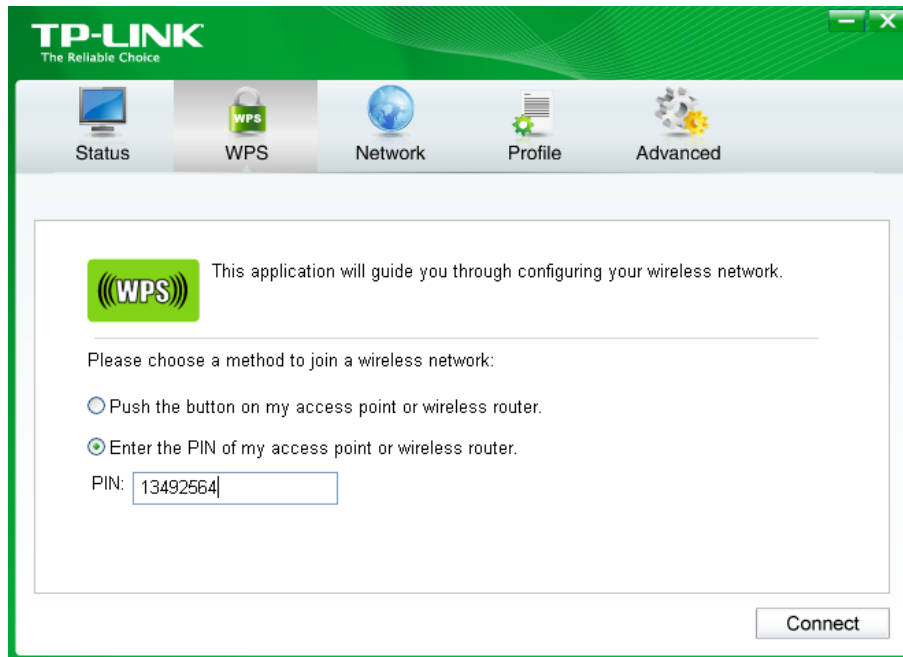 TP-LINK
The Reliable Choice
Status WPS Network Profile Advanced
WPS
(((WPS))) This application will guide you through configuring your wireless network.
Please choose a method to join a wireless network:
Push the button on my access point or wireless router.
Enter the PIN of my access point or wireless router.
PIN: 13492564
Connect